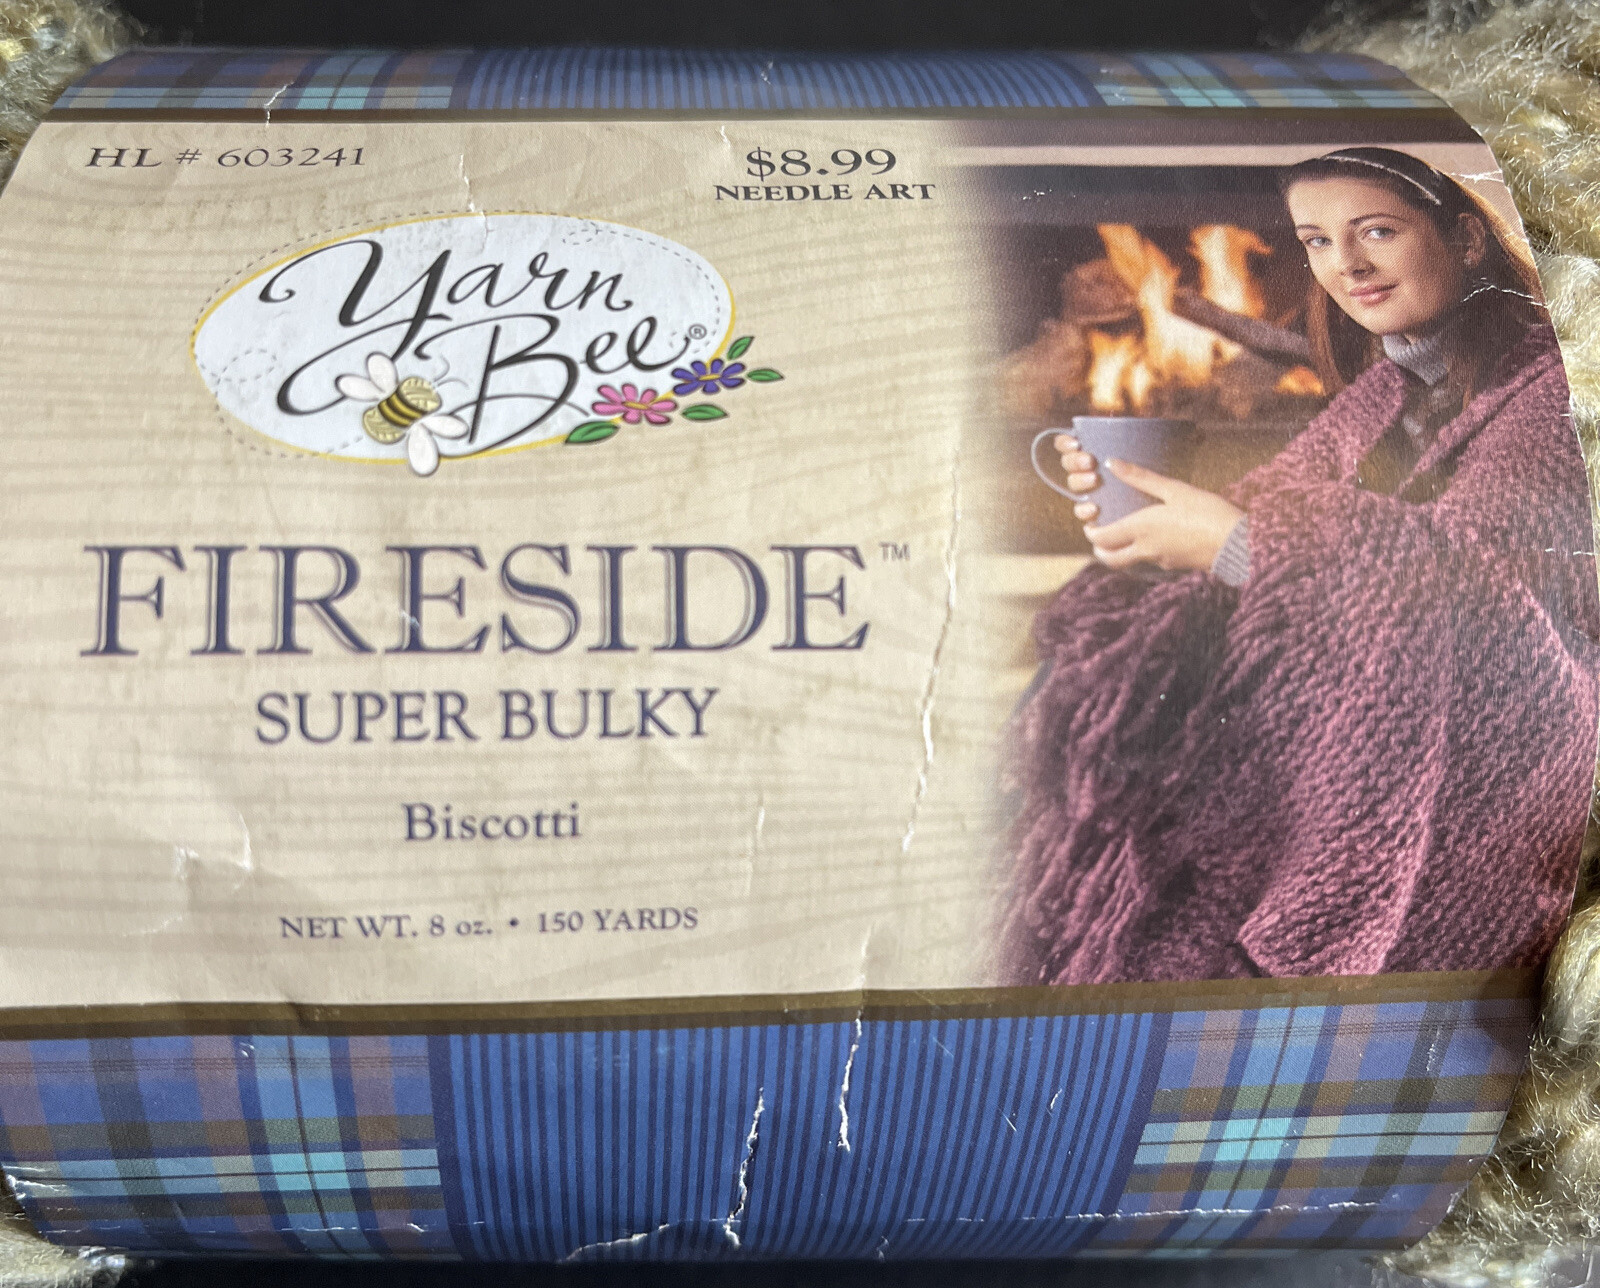 HL # 603241
$8.99
NEEDLE ART
Yarn
Bee®
FIRESIDE™
SUPER BULKY
Biscotti
NET WT. 8 oz. • 150 YARDS